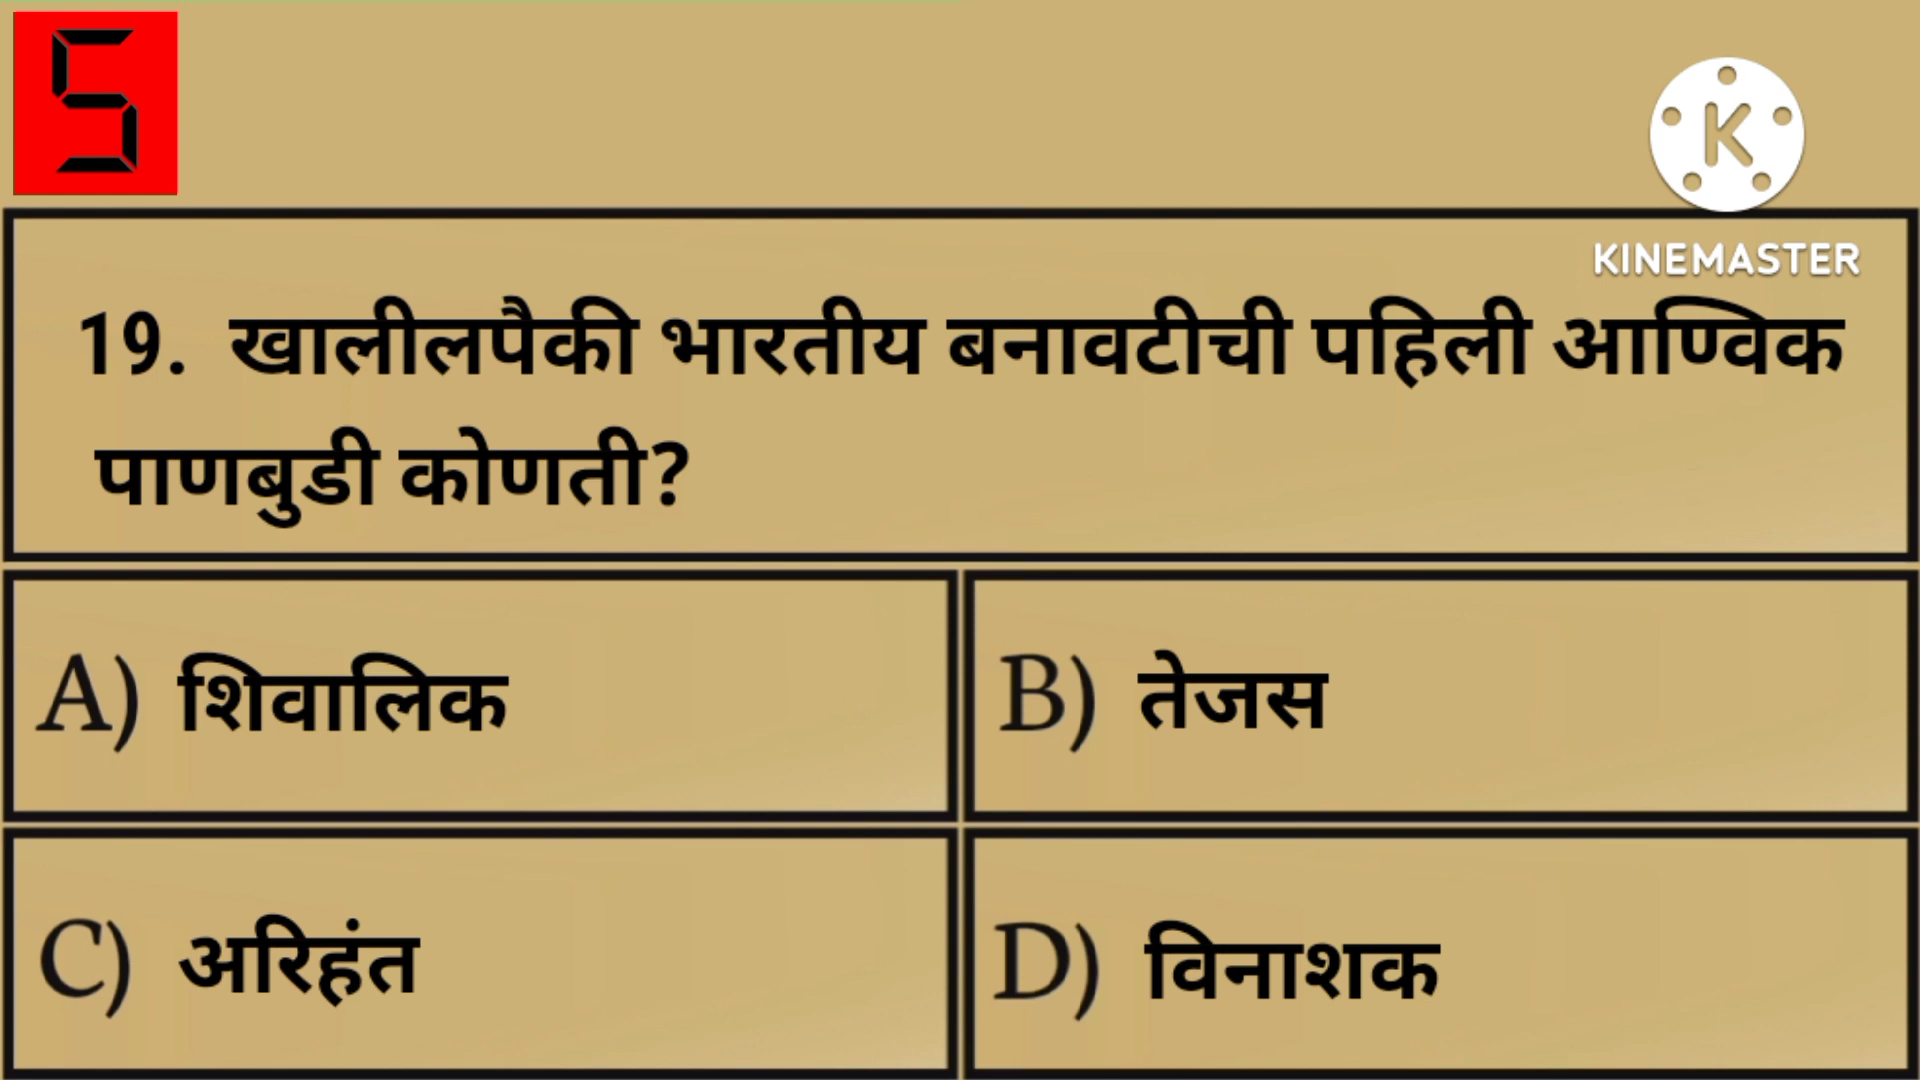 5
K
KINEMASTER
19. खालीलपैकी भारतीय बनावटीची पहिली आण्विक
पाणबुडी कोणती?
A) शिवालिक
B) तेजस
C) अरिहंत
D) विनाशक